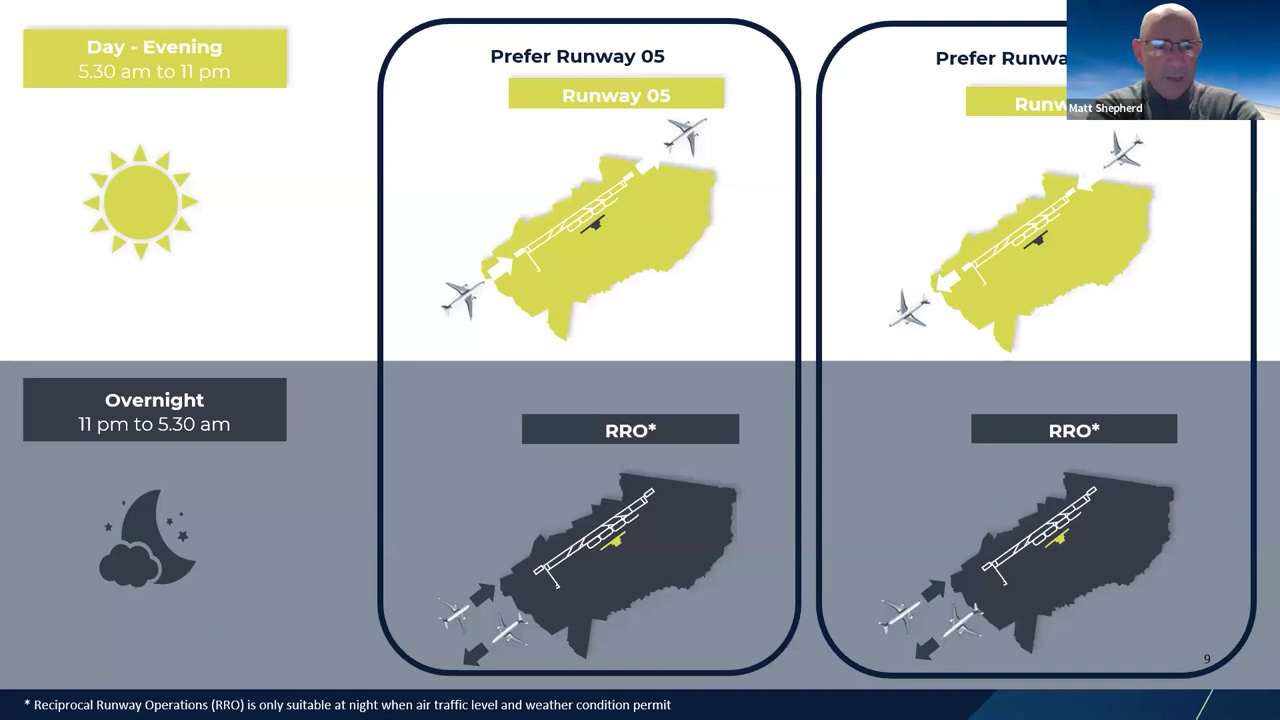 Day - Evening
5.30 am to 11 pm
Prefer Runway 05
Runway 05
Prefer
Matt Shepherd
Overnight
11 pm to 5.30 am
RRO*
RRO*
9
* Reciprocal Runway Operations (RRO) is only suitable at night when air traffic level and weather condition permit